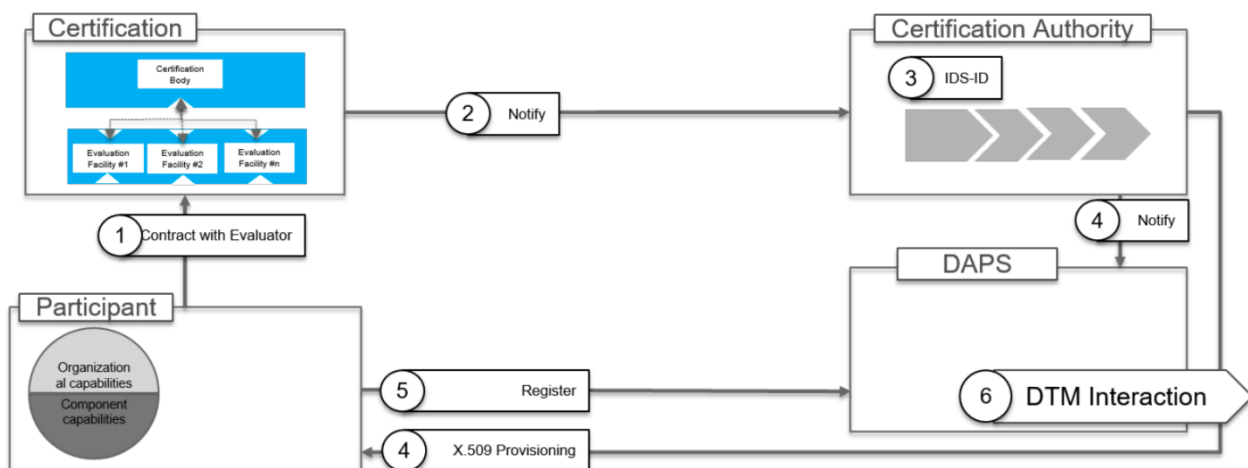 Certification
Certification
Body
Evaluation
Facility #1
Evaluation
Facility #2
Evaluation
Facility #n
2
Notify
Certification Authority
3
IDS-ID
4
Notify
1
Contract with Evaluator
DAPS
Participant
Organization
al capabilities
Component
capabilities
5
Register
6
DTM Interaction
4
X.509 Provisioning